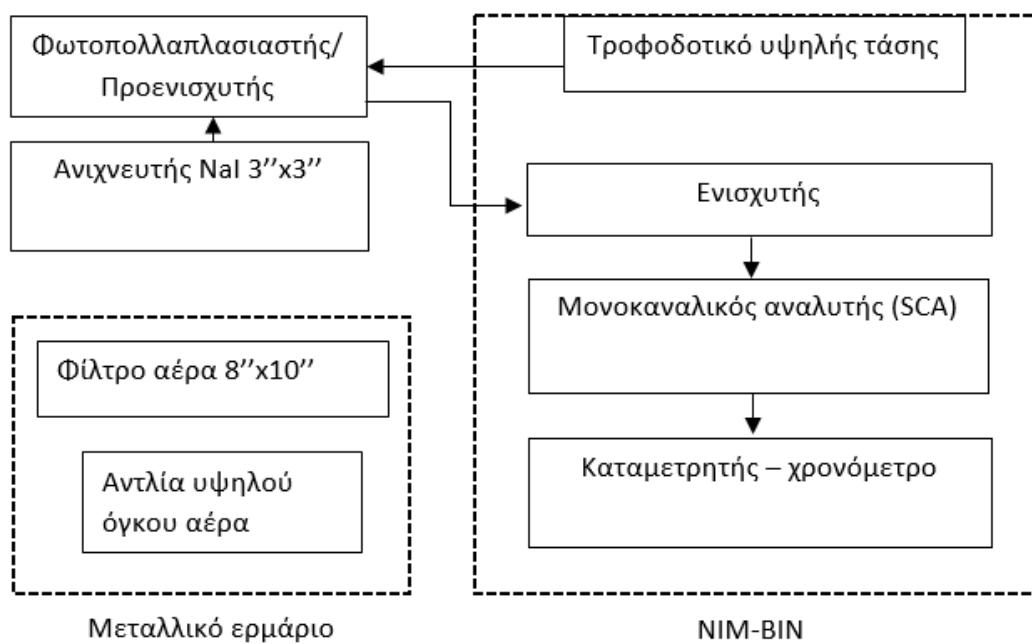 Φωτοπολλαπλασιαστής/
Προενισχυτής
Ανιχνευτής NaI 3’’x3’’
Τροφοδοτικό υψηλής τάσης
Ενισχυτής
Μονοκαναλικός αναλυτής (SCA)
Καταμετρητής – χρονόμετρο
NIM-BIN
Φίλτρο αέρα 8’’x10’’
Αντλία υψηλού
όγκου αέρα
Μεταλλικό ερμάριο